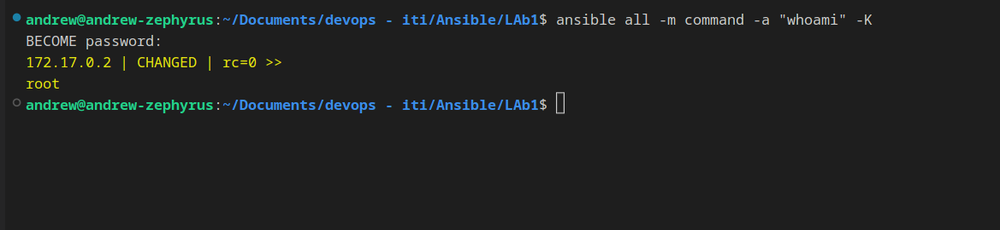 andrew@andrew-zephyrus:~/Documents/devops - iti/Ansible/LAb1$ ansible all -m command -a "whoami" -K
BECOME password:
172.17.0.2 | CHANGED | rc=0 >>
root
andrew@andrew-zephyrus:~/Documents/devops - iti/Ansible/LAb1$